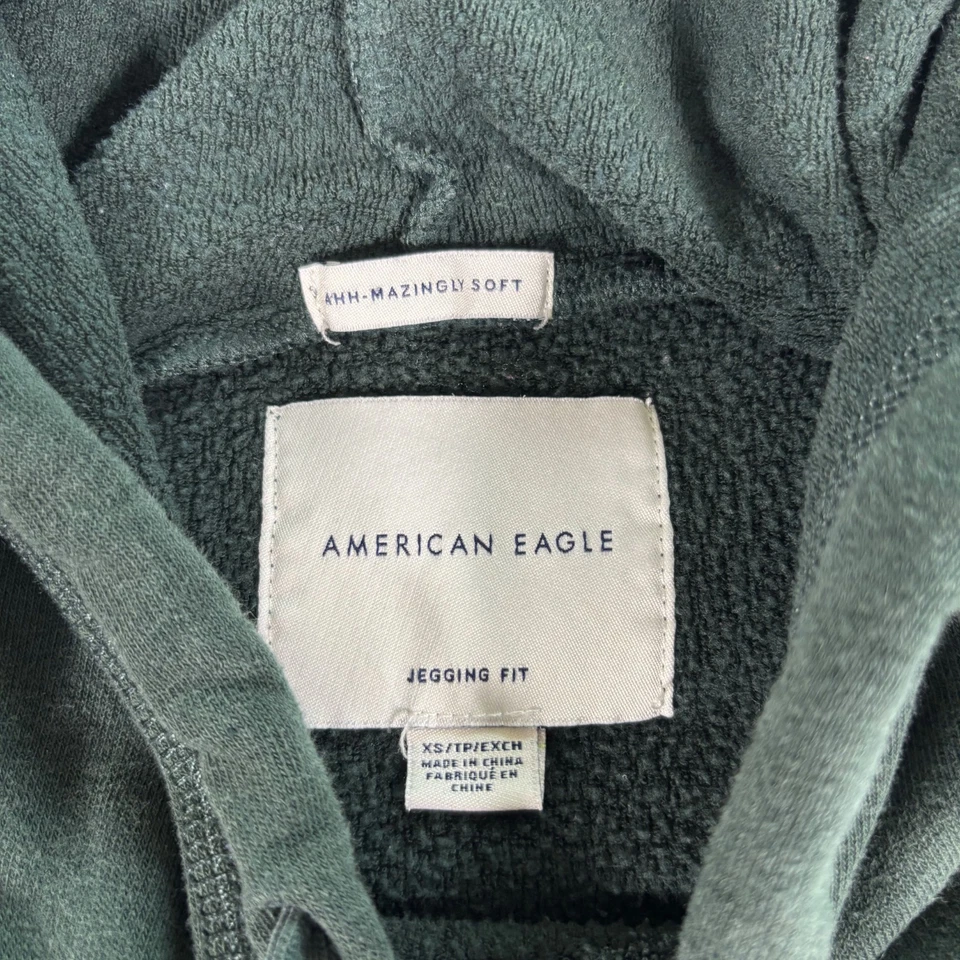 AHH-MAZINGLY SOFT
AMERICAN EAGLE
JEGGING FIT
XS/TP/EXCH
MADE IN CHINA
FABRIQUÉ EN
CHINE